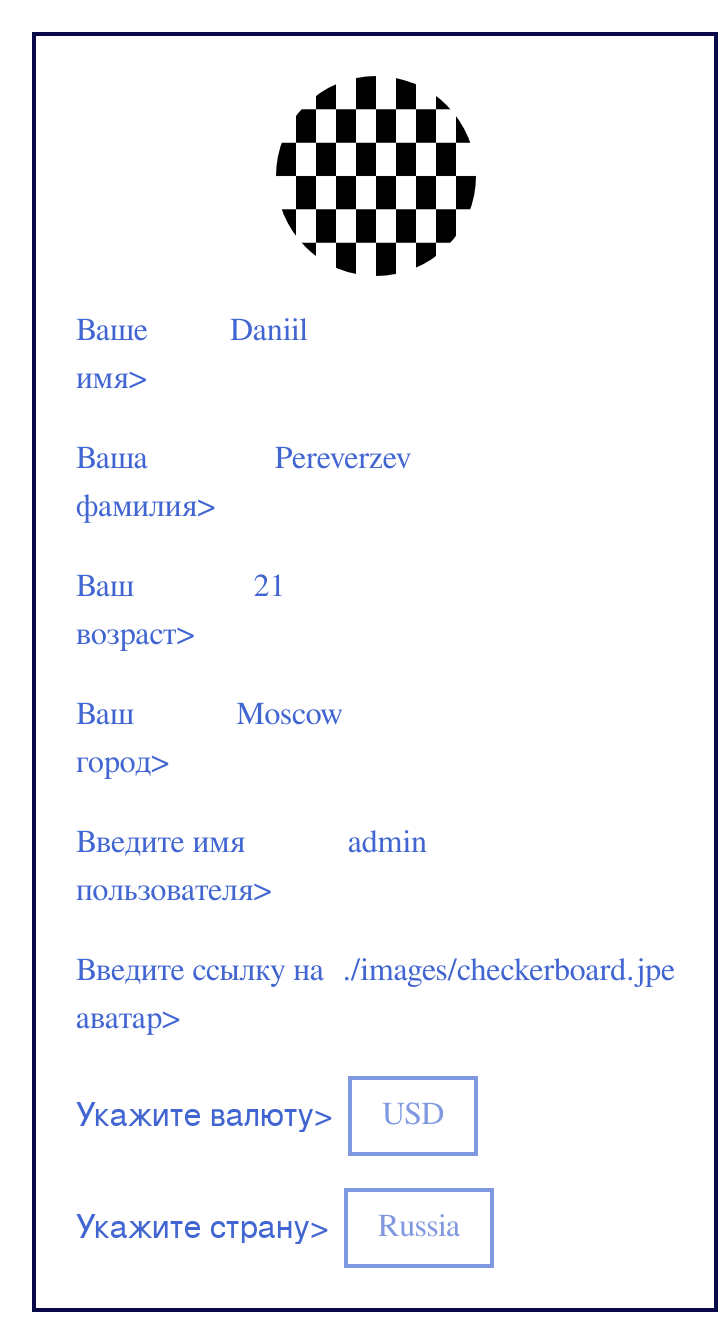 Ваше Daniil
имя>
Ваша Pereverzev
фамилия>
Ваш 21
возраст>
Ваш Moscow
город>
Введите имя admin
пользователя>
Введите ссылку на ./images/checkerboard.jpe
аватар>
Укажите валюту> USD
Укажите страну> Russia